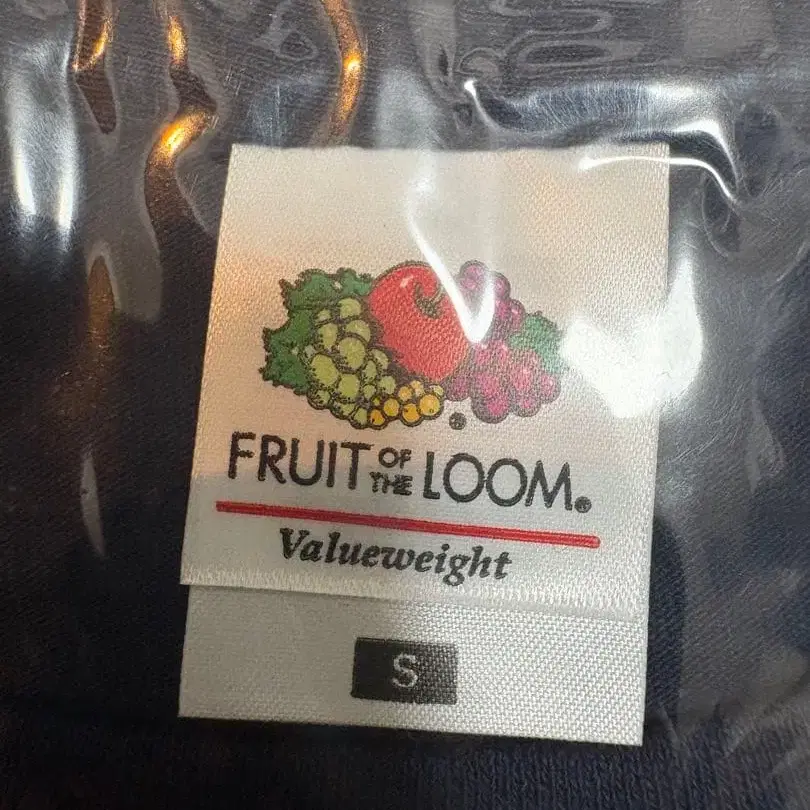 FRUIT OF THE LOOM®
Valueweight
S